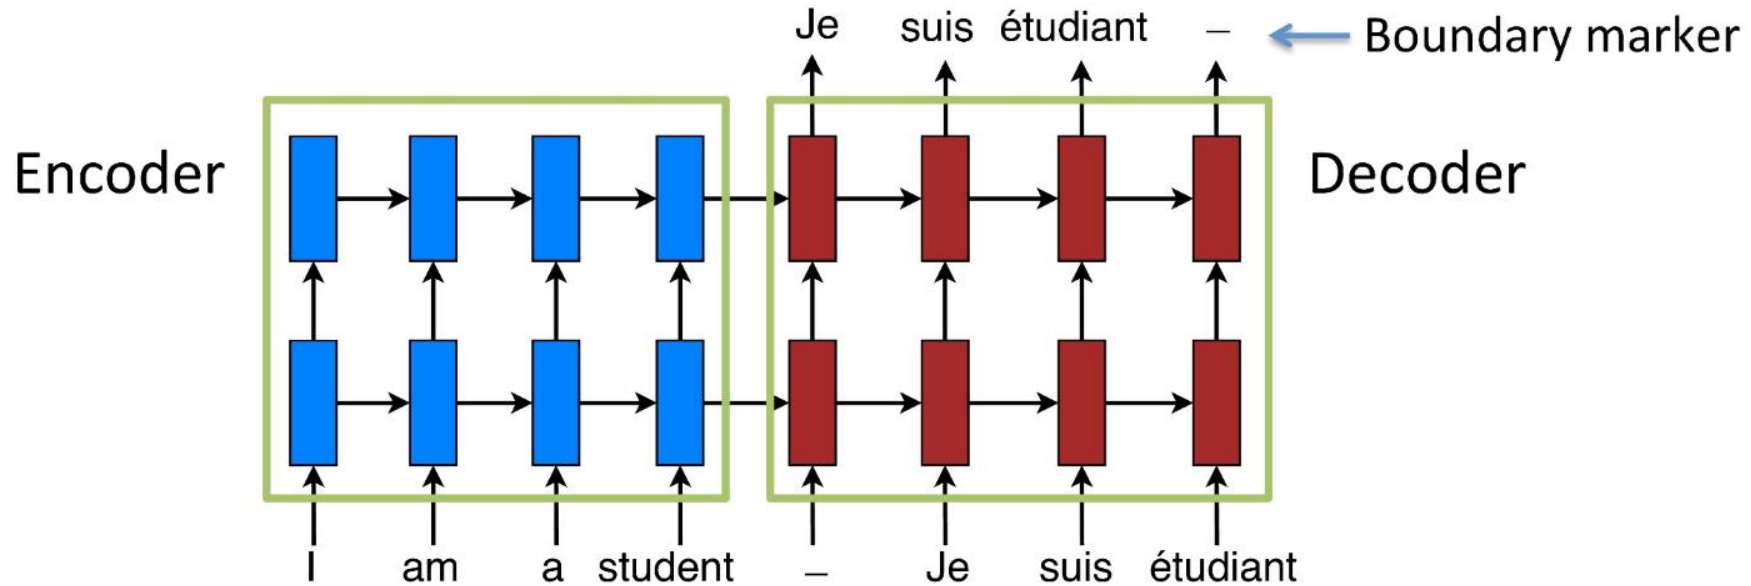 Je suis étudiant – Boundary marker
Encoder
Decoder
I am a student – Je suis étudiant